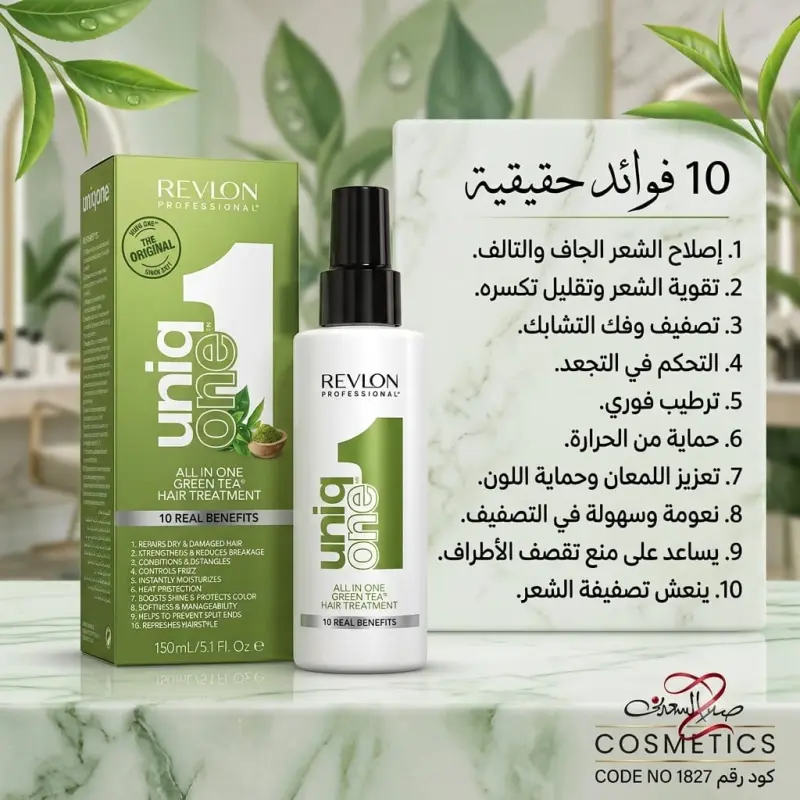 uniqone
REVLON
PROFESSIONAL
THE
ORIGINAL
uniq
one
1
ALL IN ONE
GREEN TEA
HAIR TREATMENT
10 REAL BENEFITS
1. REPAIRS DRY & DAMAGED HAIR
2. STRENGTHENS & REDUCES BREAKAGE
3. CONDITIONS & DETANGLES
4. CONTROLS FRIZZ
5. INSTANTLY MOISTURIZES
6. HEAT PROTECTION
7. BOOSTS SHINE & PROTECTS COLOR
8. SOFTNESS & MANAGEABILITY
9. HELPS TO PREVENT SPLIT ENDS
10. REFRESHES HAIRSTYLE
150mL/5.1 Fl. Oz e
REVLON
PROFESSIONAL
uniq
one
1
ALL IN ONE
GREEN TEA
HAIR TREATMENT
10 REAL BENEFITS
10 فوائد حقيقية
1. إصلاح الشعر الجاف والتالف.
2. تقوية الشعر وتقليل تكسره.
3. تصفيف وفك التشابك.
4. التحكم في التجعد.
5. ترطيب فوري.
6. حماية من الحرارة.
7. تعزيز اللمعان وحماية اللون.
8. نعومة وسهولة في التصفيف.
9. يساعد على منع تقصف الأطراف.
10. ينعش تصفيفة الشعر.
COSMETICS
CODE NO 1827 كود رقم